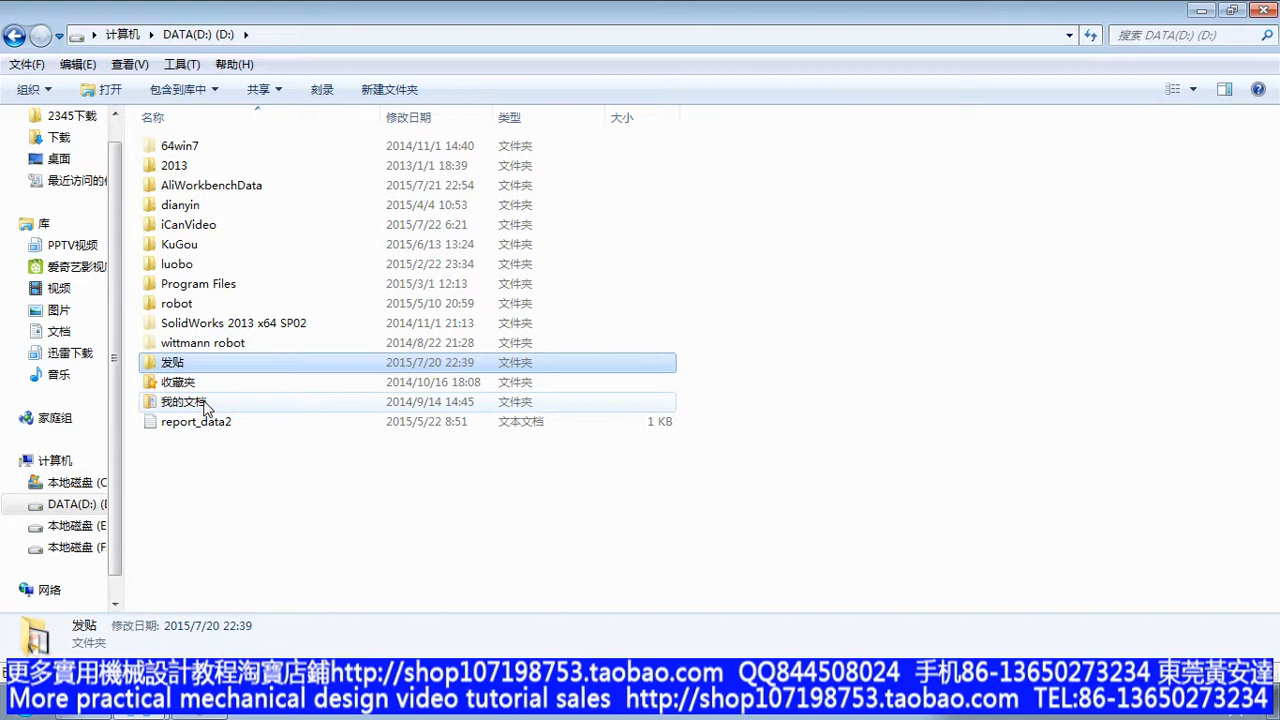 计算机 DATA(D:) (D:) 搜索 DATA(D:) (D:)
文件(F) 编辑(E) 查看(V) 工具(T) 帮助(H)
组织 打开 包含到库中 共享 刻录 新建文件夹
名称 修改日期 类型 大小
2345下载
下载
桌面
最近访问的
库
PPTV视频
爱奇艺影视
视频
图片
文档
迅雷下载
音乐
家庭组
计算机
本地磁盘 (C
DATA(D:) (D
本地磁盘 (E
本地磁盘 (F
网络
64win7 2014/11/1 14:40 文件夹
2013 2013/1/1 18:39 文件夹
AliWorkbenchData 2015/7/21 22:54 文件夹
dianyin 2015/4/4 10:53 文件夹
iCanVideo 2015/7/22 6:21 文件夹
KuGou 2015/6/13 13:24 文件夹
luobo 2015/2/22 23:34 文件夹
Program Files 2015/3/1 12:13 文件夹
robot 2015/5/10 20:59 文件夹
SolidWorks 2013 x64 SP02 2014/11/1 21:13 文件夹
wittmann robot 2014/8/22 21:28 文件夹
发贴 2015/7/20 22:39 文件夹
收藏夹 2014/10/16 18:08 文件夹
我的文档 2014/9/14 14:45 文件夹
report_data2 2015/5/22 8:51 文本文档 1 KB
发贴 修改日期: 2015/7/20 22:39
文件夹
更多實用機械設計教程淘寶店鋪http://shop107198753.taobao.com QQ844508024 手机86-13650273234 東莞黃安達
More practical mechanical design video tutorial sales http://shop107198753.taobao.com TEL:86-13650273234